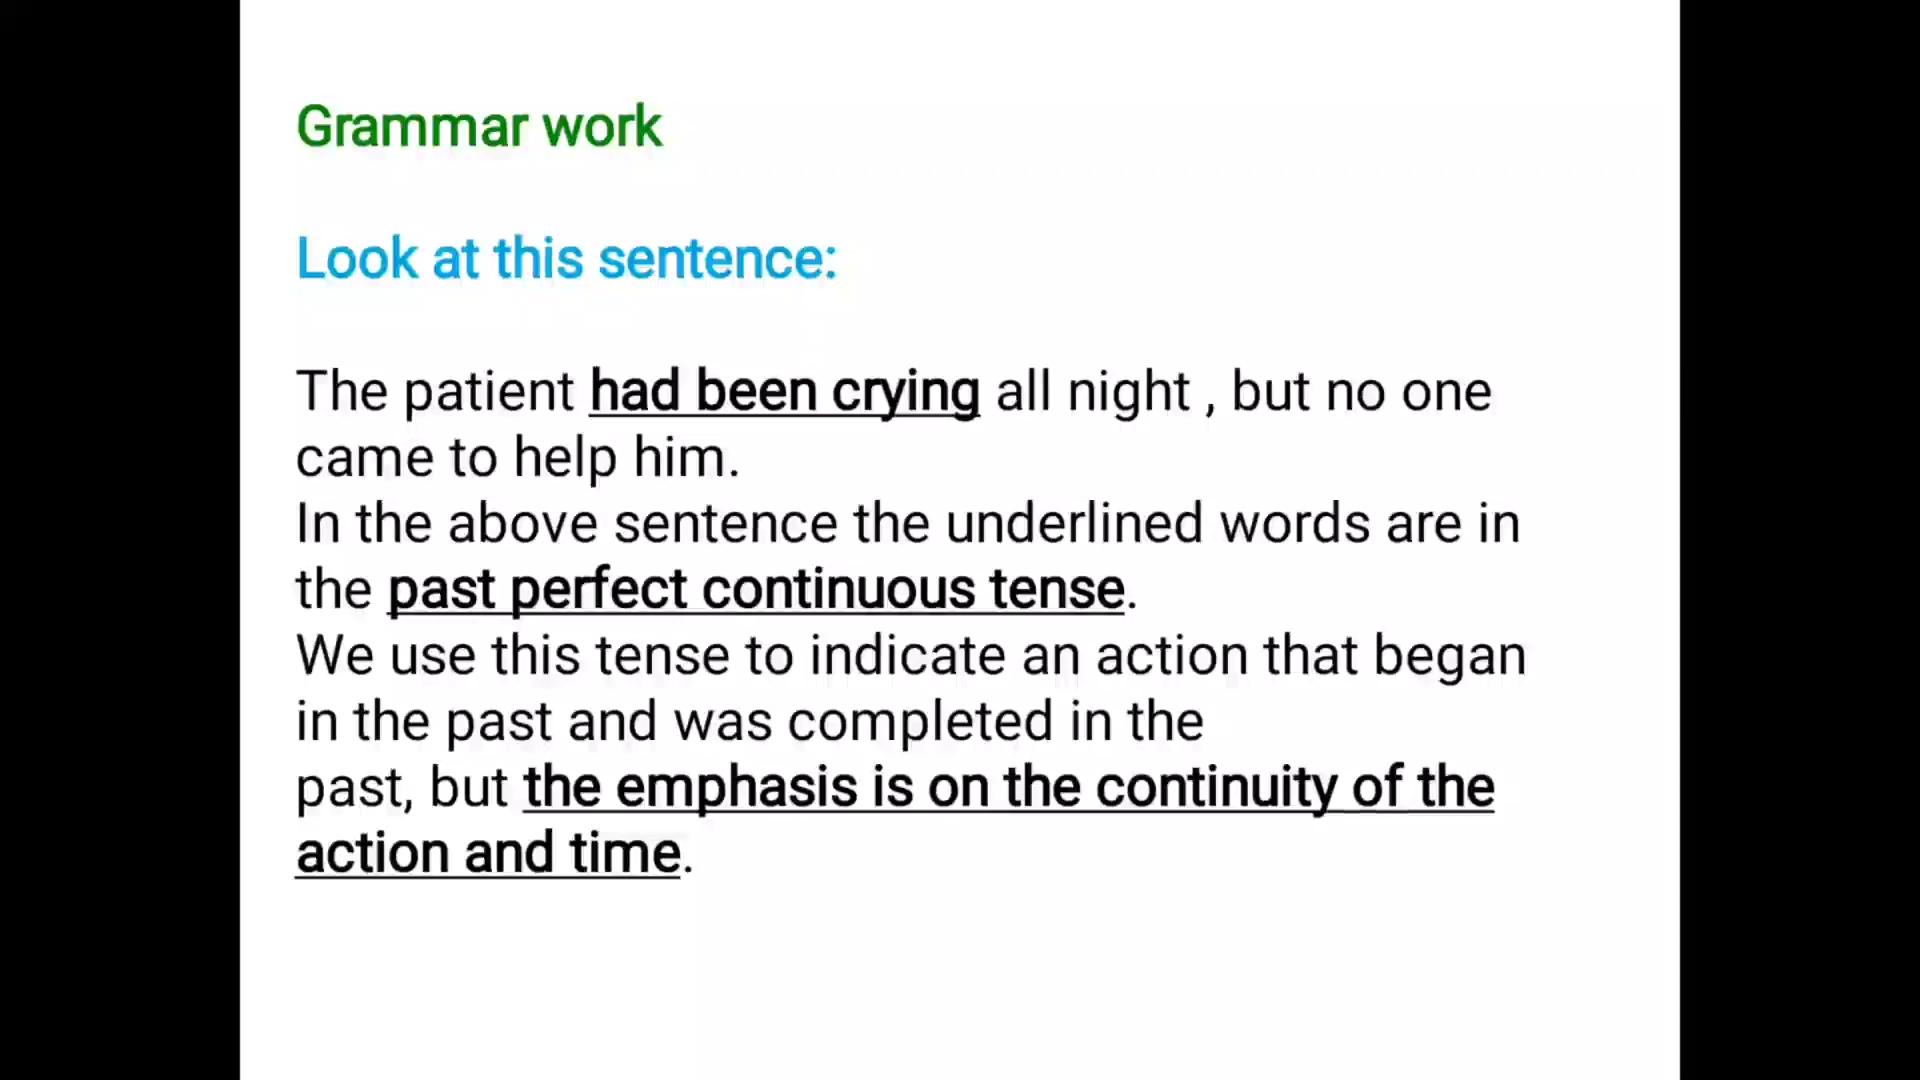 Grammar work
Look at this sentence:
The patient had been crying all night , but no one
came to help him.
In the above sentence the underlined words are in
the past perfect continuous tense.
We use this tense to indicate an action that began
in the past and was completed in the
past, but the emphasis is on the continuity of the
action and time.